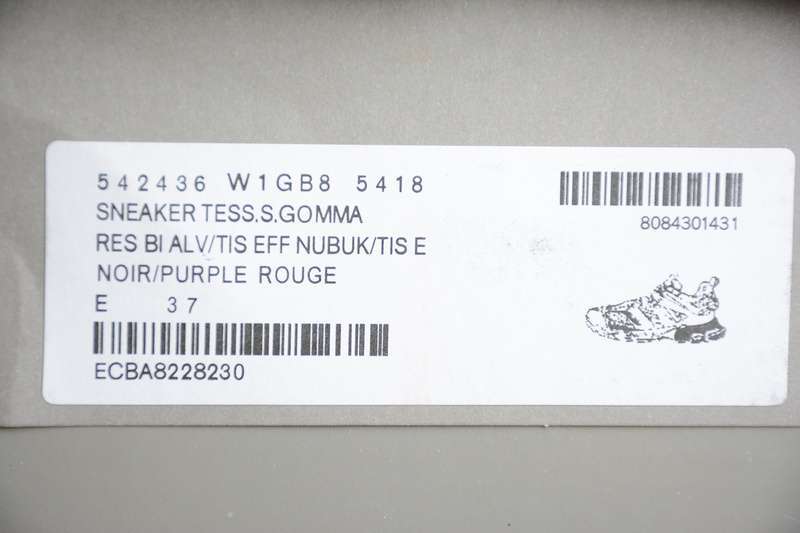 542436 W1GB8 5418
SNEAKER TESS.S.GOMMA
RES BI ALV/TIS EFF NUBUK/TIS E
NOIR/PURPLE ROUGE
E 37
ECBA8228230
8084301431